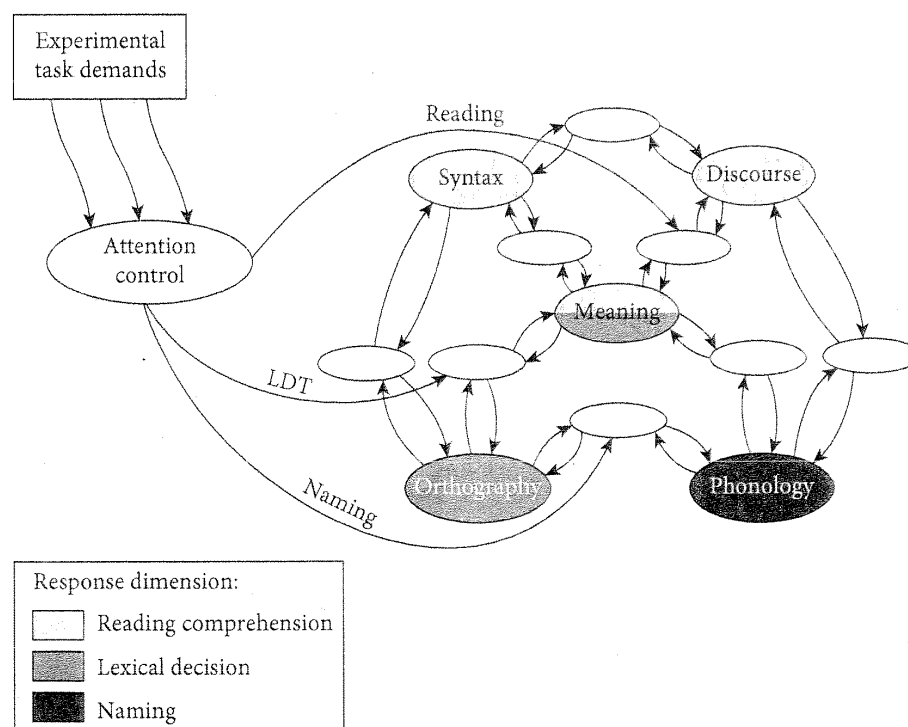 Experimental
task demands
Reading
Syntax
Discourse
Attention
control
Meaning
LDT
Naming
Orthography
Phonology
Response dimension:
Reading comprehension
Lexical decision
Naming